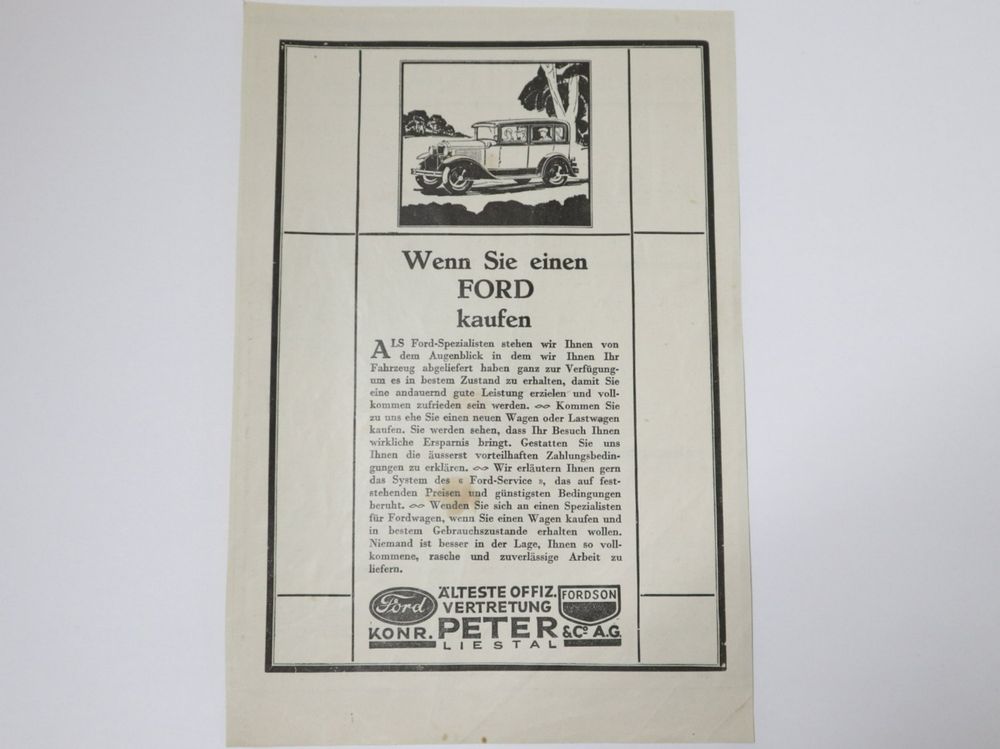 Wenn Sie einen
FORD
kaufen
ALS Ford-Spezialisten stehen wir Ihnen von
dem Augenblick in dem wir Ihnen Ihr
Fahrzeug abgeliefert haben ganz zur Verfügung-
um es in bestem Zustand zu erhalten, damit Sie
eine andauernd gute Leistung erzielen und voll-
kommen zufrieden sein werden. Kommen Sie
zu uns ehe Sie einen neuen Wagen oder Lastwagen
kaufen. Sie werden sehen, dass Ihr Besuch Ihnen
wirkliche Ersparnis bringt. Gestatten Sie uns
Ihnen die äusserst vorteilhaften Zahlungsbedin-
gungen zu erklären. Wir erläutern Ihnen gern
das System des « Ford-Service », das auf fest-
stehenden Preisen und günstigsten Bedingungen
beruht. Wenden Sie sich an einen Spezialisten
für Fordwagen, wenn Sie einen Wagen kaufen und
in bestem Gebrauchszustande erhalten wollen.
Niemand ist besser in der Lage, Ihnen so voll-
kommene, rasche und zuverlässige Arbeit zu
liefern.
Ford
ÄLTESTE OFFIZ.
VERTRETUNG
FORDSON
KONR. PETER & Co A.G.
LIESTAL